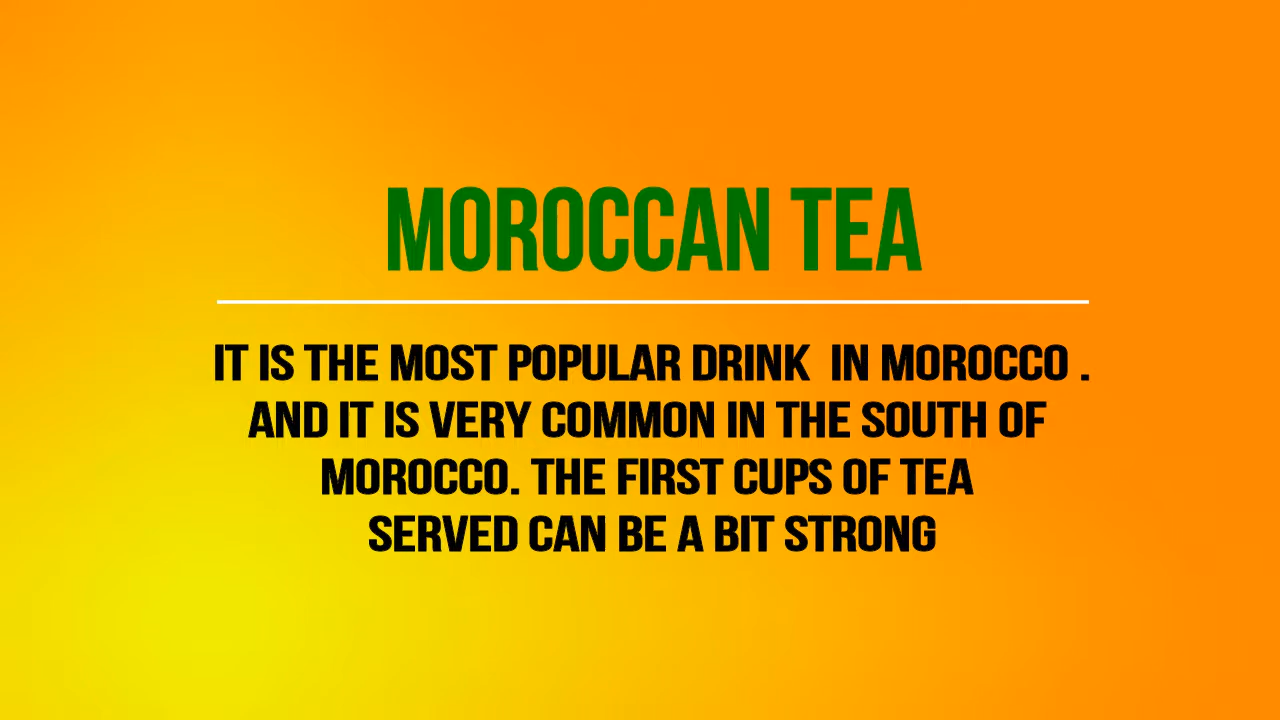 MOROCCAN TEA
IT IS THE MOST POPULAR DRINK  IN MOROCCO .
AND IT IS VERY COMMON IN THE SOUTH OF
MOROCCO. THE FIRST CUPS OF TEA
SERVED CAN BE A BIT STRONG